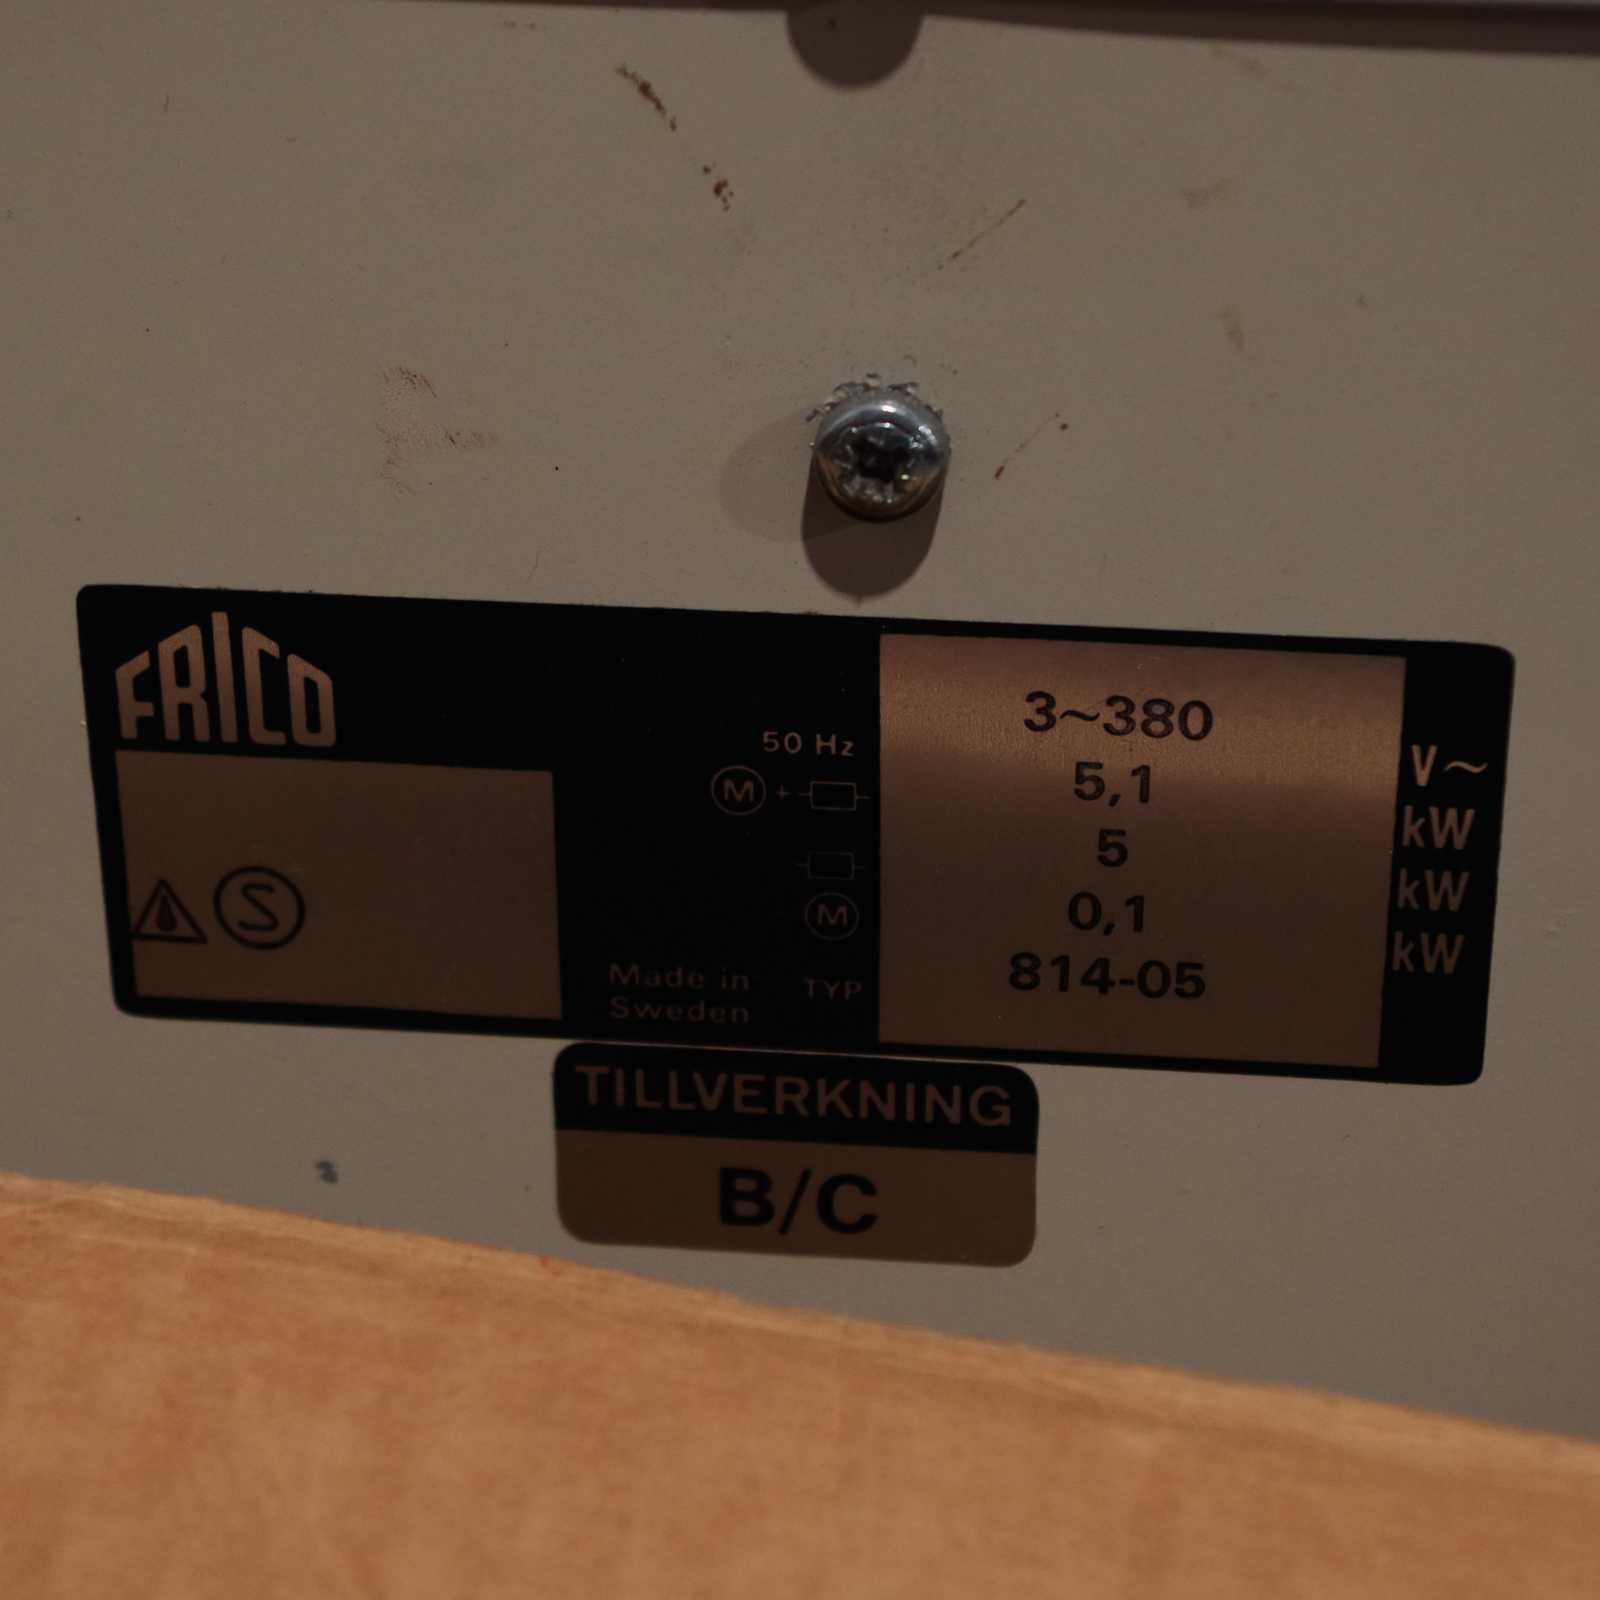 FRICO
50 Hz 3~380 V~
M + 5,1 kW
5 kW
M 0,1 kW
S
Made in
Sweden
TYP 814-05
TILLVERKNING
B/C